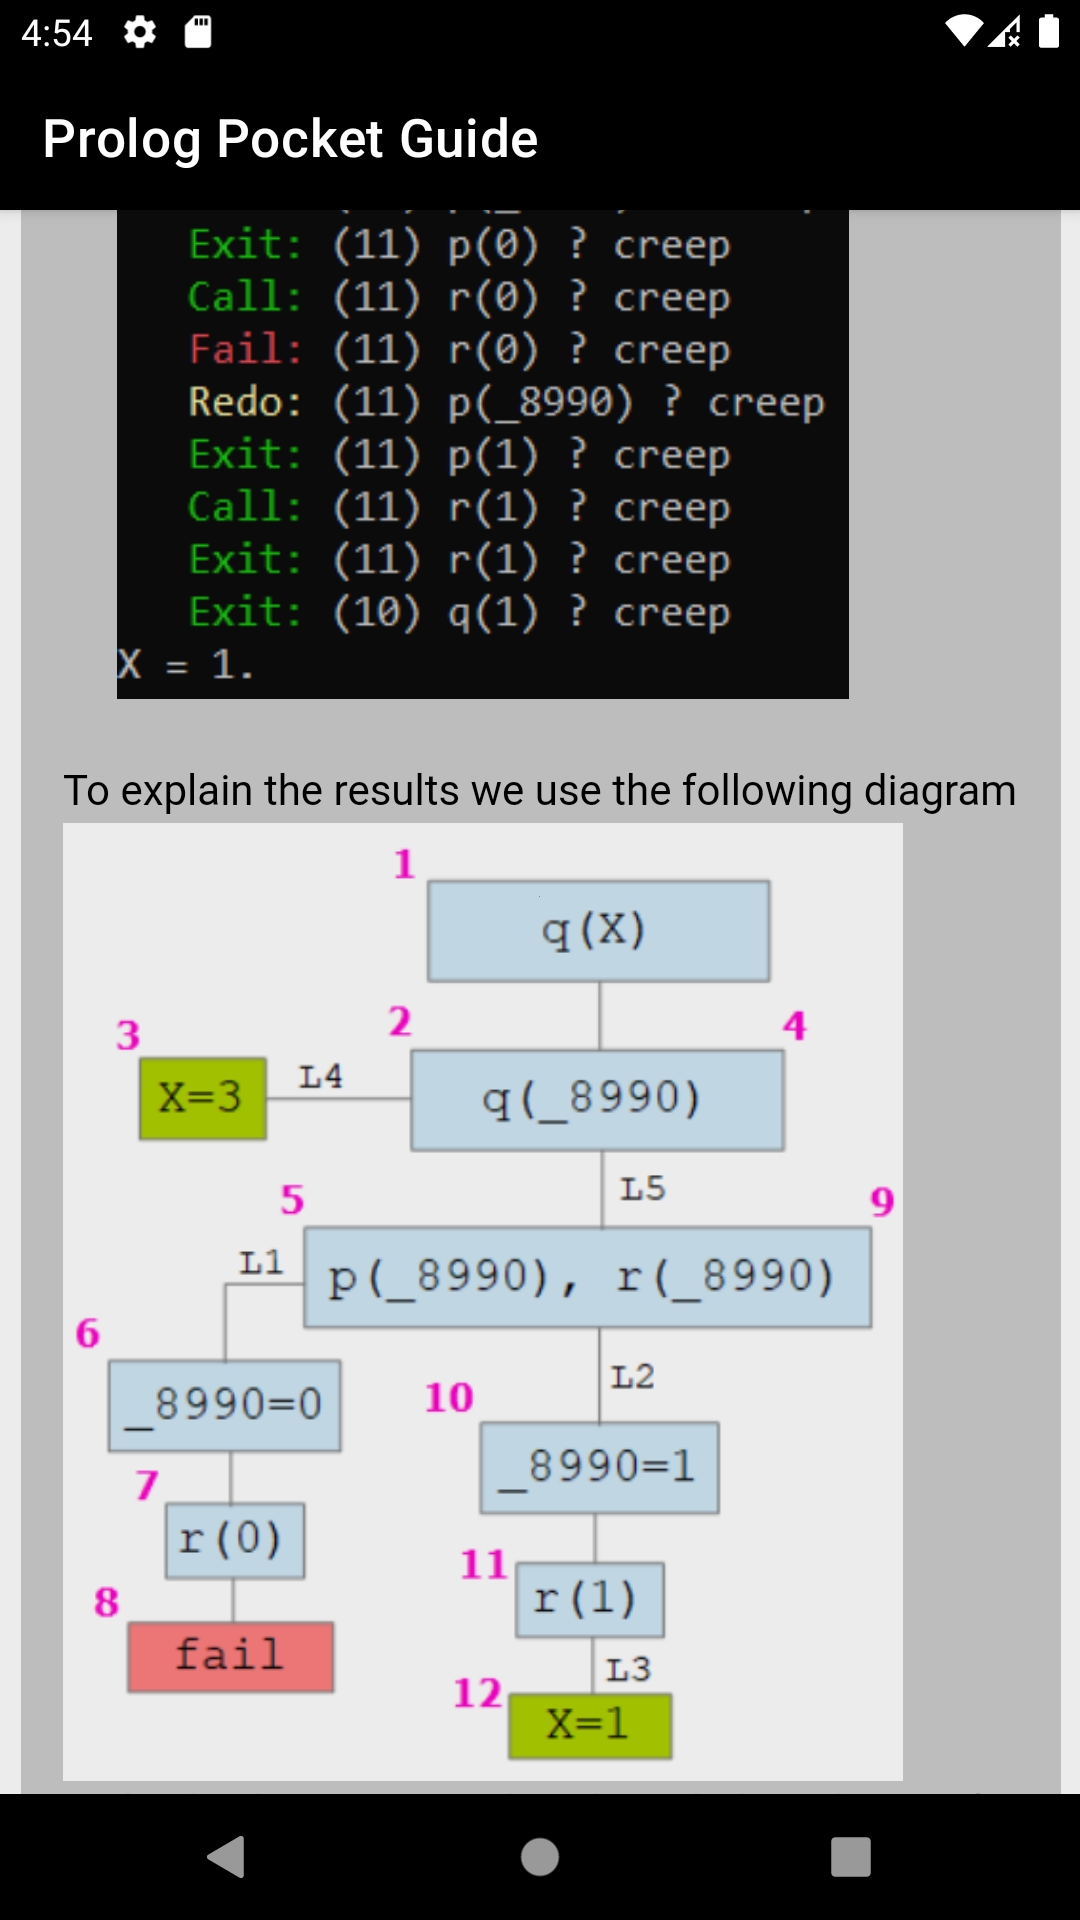 4:54
Prolog Pocket Guide
Exit: (11) p(0) ? creep
Call: (11) r(0) ? creep
Fail: (11) r(0) ? creep
Redo: (11) p(_8990) ? creep
Exit: (11) p(1) ? creep
Call: (11) r(1) ? creep
Exit: (11) r(1) ? creep
Exit: (10) q(1) ? creep
X = 1.
To explain the results we use the following diagram
1
q(X)
3
2
4
X=3
L4
q(_8990)
L5
5
9
L1
p(_8990), r(_8990)
6
_8990=0
L2
10
_8990=1
7
r(0)
11
r(1)
8
fail
L3
12
X=1